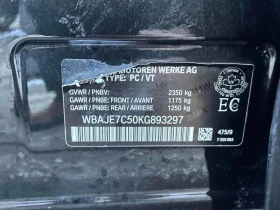 MOTOREN WERKE AG
TYPE: PC / VT
GVWR / PNBV: 2350 kg
GAWR / PNBE: FRONT / AVANT 1175 kg
GAWR / PNBE: REAR / ARRIERE 1250 kg
WBAJE7C50KG893297
EC
475/9